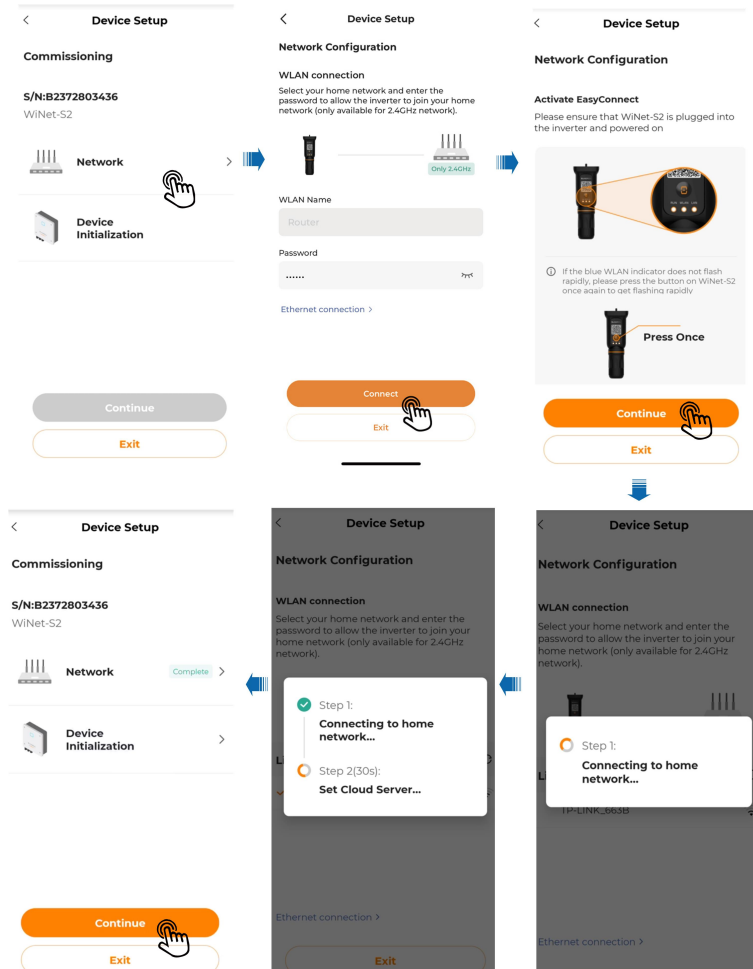 Device Setup
Commissioning
S/N:B2372803436
WiNet-S2
Network
Device
Initialization
Continue
Exit
Device Setup
Network Configuration
WLAN connection
Select your home network and enter the
password to allow the inverter to join your home
network (only available for 2.4GHz network).
Only 2.4GHz
WLAN Name
Router
Password
......
Ethernet connection >
Connect
Exit
Device Setup
Network Configuration
Activate EasyConnect
Please ensure that WiNet-S2 is plugged into
the inverter and powered on
RUN WLAN LAN
If the blue WLAN indicator does not flash
rapidly, please press the button on WiNet-S2
once again to get flashing rapidly
Press Once
Continue
Exit
Device Setup
Network Configuration
WLAN connection
Select your home network and enter the
password to allow the inverter to join your
home network (only available for 2.4GHz
network).
Step 1:
Connecting to home
network...
TP-LINK_663B
Ethernet connection >
Device Setup
Network Configuration
WLAN connection
Select your home network and enter the
password to allow the inverter to join your
home network (only available for 2.4GHz
network).
Step 1:
Connecting to home
network...
Step 2(30s):
Set Cloud Server...
Ethernet connection >
Exit
Device Setup
Commissioning
S/N:B2372803436
WiNet-S2
Network
Complete
Device
Initialization
Continue
Exit